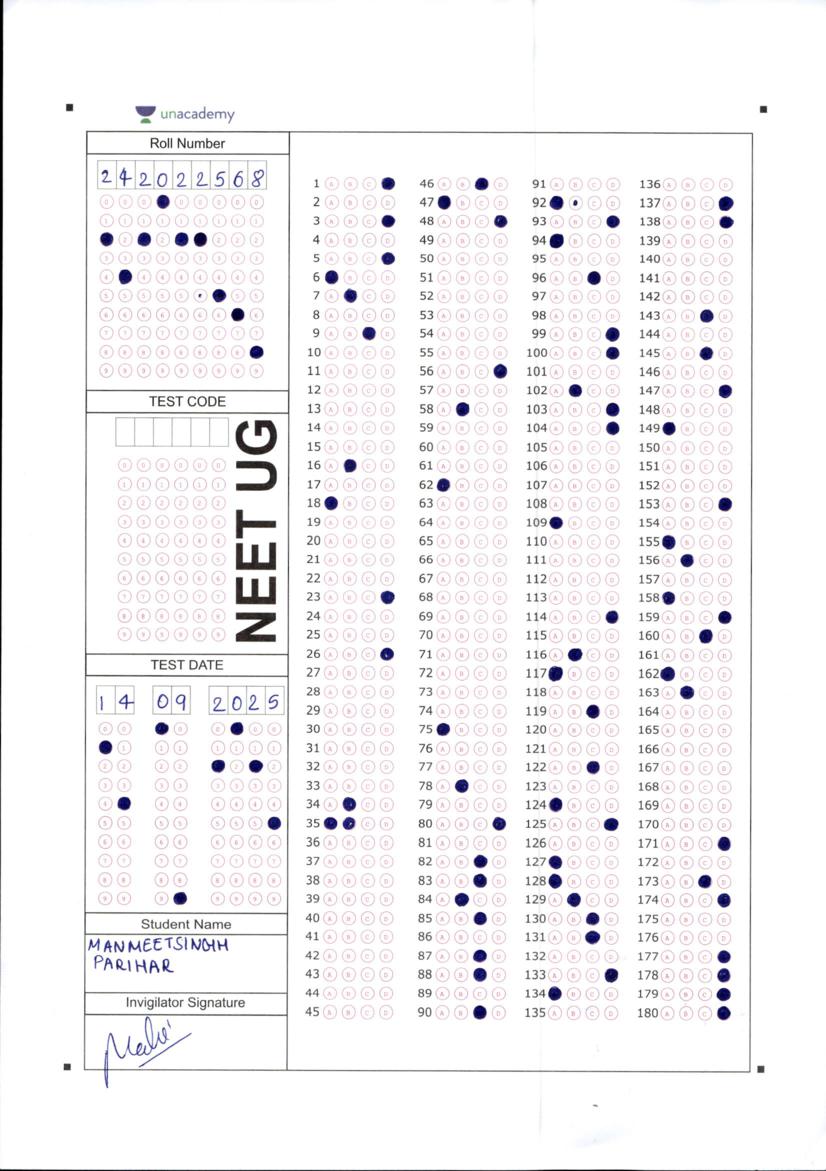 unacademy
Roll Number
2 4 2 0 2 2 5 6 8
TEST CODE
NEET UG
TEST DATE
1 4 0 9 2 0 2 5
Student Name
MANMEETSINGH
PARIHAR
Invigilator Signature
1 A B C
2 A B C D
3 A B C
4 A B C D
5 A B C
6 B C D
7 A C D
8 A B C D
9 A B D
10 A B C D
11 A B C D
12 A B C D
13 A B C D
14 A B C D
15 A B C D
16 A C D
17 A B C D
18 B C D
19 A B C D
20 A B C D
21 A B C D
22 A B C D
23 A B C
24 A B C D
25 A B C D
26 A B C
27 A B C D
28 A B C D
29 A B C D
30 A B C D
31 A B C D
32 A B C D
33 A B C D
34 A C D
35 C D
36 A B C D
37 A B C D
38 A B C D
39 A B C D
40 A B C D
41 A B C D
42 A B C D
43 A B C D
44 A B C D
45 A B C D
46 A B D
47 B C D
48 A B C
49 A B C D
50 A B C D
51 A B C D
52 A B C D
53 A B C D
54 A B C D
55 A B C D
56 A B C
57 A B C D
58 A C D
59 A B C D
60 A B C D
61 A B C D
62 B C D
63 A B C D
64 A B C D
65 A B C D
66 A B C D
67 A B C D
68 A B C D
69 A B C D
70 A B C D
71 A B C D
72 A B C D
73 A B C D
74 A B C D
75 B C D
76 A B C D
77 A B C D
78 A C D
79 A B C D
80 A B C
81 A B C D
82 A B D
83 A B D
84 A C D
85 A B D
86 A B C D
87 A B D
88 A B D
89 A B C D
90 A B D
91 A B C D
92 C D
93 A B C
94 B C D
95 A B C D
96 A B D
97 A B C D
98 A B C D
99 A B C
100 A B C
101 A B C D
102 A C D
103 A B C
104 A B C
105 A B C D
106 A B C D
107 A B C D
108 A B C D
109 B C D
110 A B C D
111 A B C D
112 A B C D
113 A B C D
114 A B C
115 A B C D
116 A C D
117 B C D
118 A B C D
119 A B D
120 A B C D
121 A B C D
122 A B D
123 A B C D
124 B C D
125 A B C
126 A B C D
127 B C D
128 B C D
129 A C D
130 A B D
131 A B D
132 A B C D
133 A B C
134 B C D
135 A B C D
136 A B C D
137 A B C
138 A B C
139 A B C D
140 A B C D
141 A B C D
142 A B C D
143 A B D
144 A B C D
145 A B D
146 A B C D
147 A B C
148 A B C D
149 B C D
150 A B C D
151 A B C D
152 A B C D
153 A B C
154 A B C D
155 B C D
156 A C D
157 A B C D
158 B C D
159 A B C
160 A B D
161 A B C D
162 B C D
163 A C D
164 A B C D
165 A B C D
166 A B C D
167 A B C D
168 A B C D
169 A B C D
170 A B C D
171 A B C
172 A B C D
173 A B D
174 A B C
175 A B C D
176 A B C D
177 A B C
178 A B C
179 A B C
180 A B C